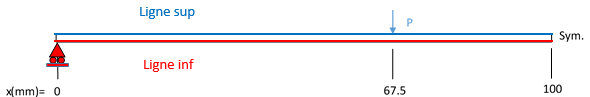 Ligne sup
P
Sym.
Ligne inf
x(mm)= 0 67.5 100